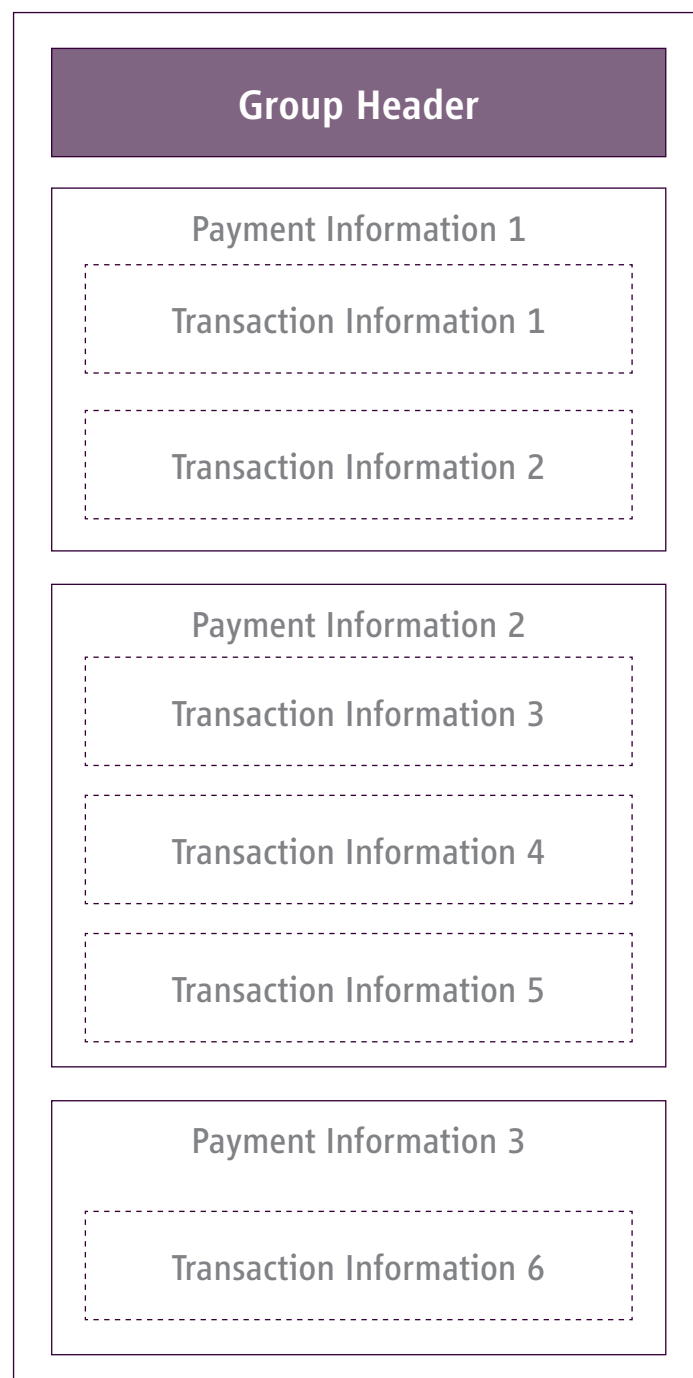 Group Header
Payment Information 1
Transaction Information 1
Transaction Information 2
Payment Information 2
Transaction Information 3
Transaction Information 4
Transaction Information 5
Payment Information 3
Transaction Information 6